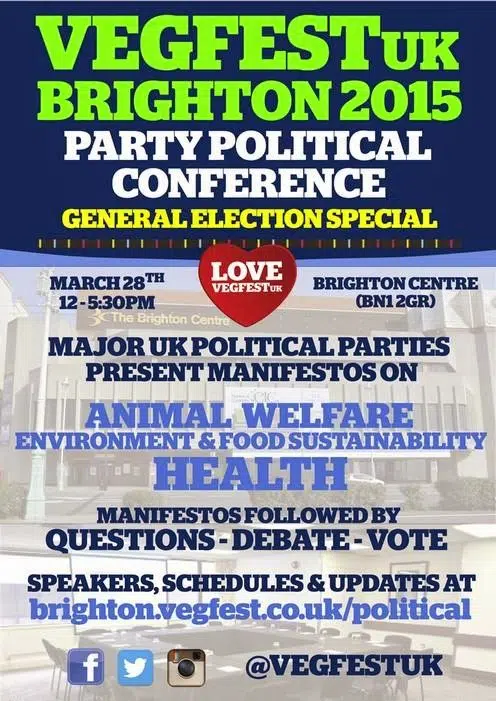 VEGFESTUK
BRIGHTON 2015
PARTY POLITICAL
CONFERENCE
GENERAL ELECTION SPECIAL
MARCH 28TH
12 - 5:30PM
LOVE
VEGFESTUK
BRIGHTON CENTRE
(BN1 2GR)
The Brighton Centre
MAJOR UK POLITICAL PARTIES
PRESENT MANIFESTOS ON
ANIMAL WELFARE
ENVIRONMENT & FOOD SUSTAINABILITY
HEALTH
MANIFESTOS FOLLOWED BY
QUESTIONS - DEBATE - VOTE
SPEAKERS, SCHEDULES & UPDATES AT
brighton.vegfest.co.uk/political
@VEGFESTUK